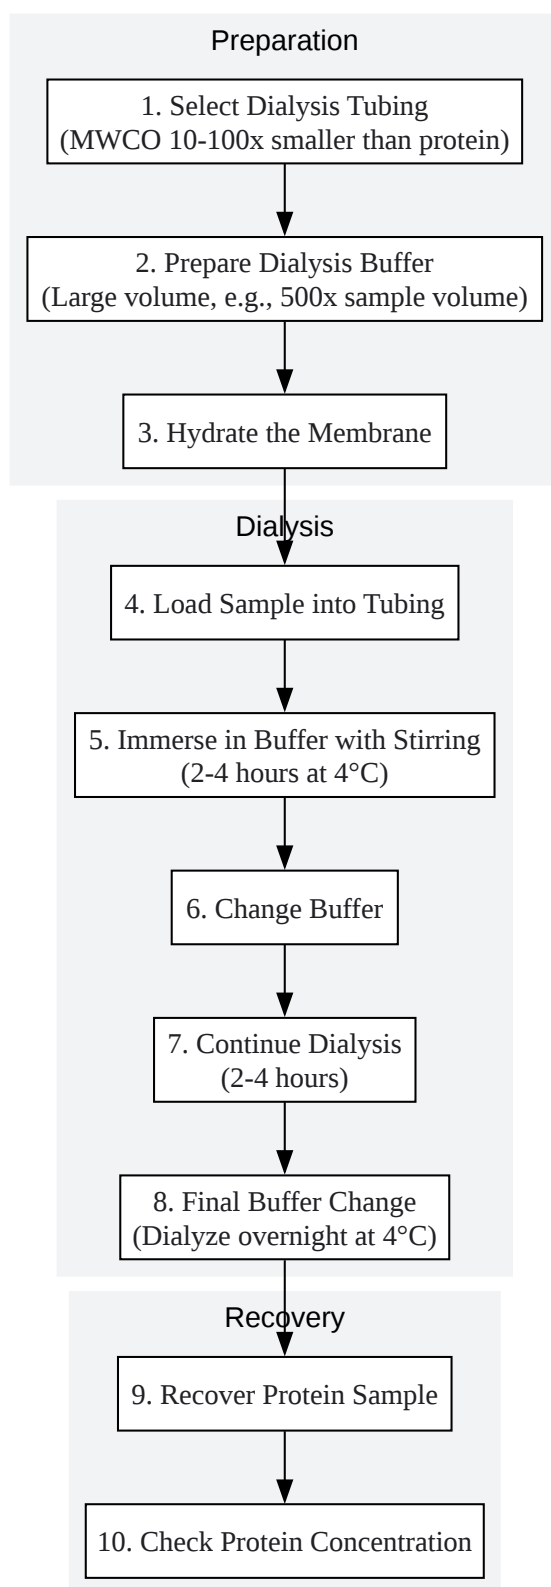 Preparation
1. Select Dialysis Tubing
(MWCO 10-100x smaller than protein)
2. Prepare Dialysis Buffer
(Large volume, e.g., 500x sample volume)
3. Hydrate the Membrane
Dialysis
4. Load Sample into Tubing
5. Immerse in Buffer with Stirring
(2-4 hours at 4°C)
6. Change Buffer
7. Continue Dialysis
(2-4 hours)
8. Final Buffer Change
(Dialyze overnight at 4°C)
Recovery
9. Recover Protein Sample
10. Check Protein Concentration